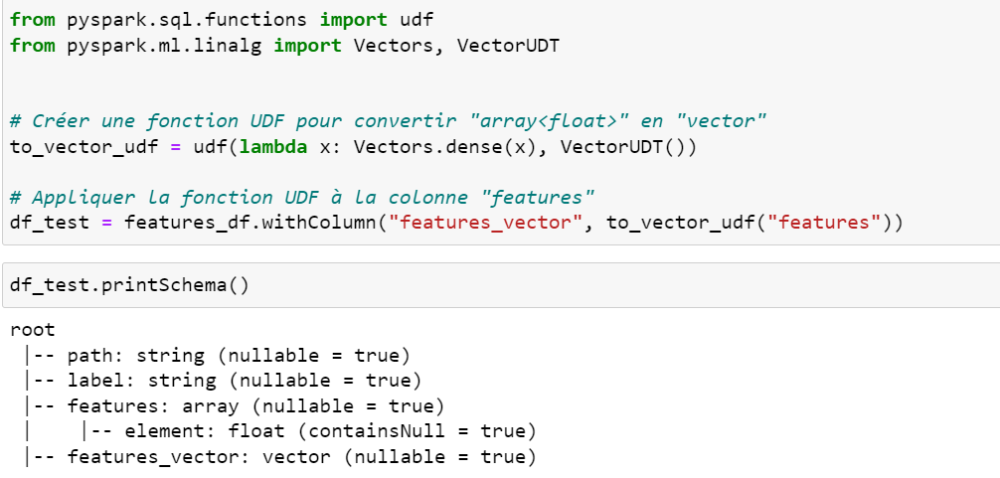 from pyspark.sql.functions import udf
from pyspark.ml.linalg import Vectors, VectorUDT
# Créer une fonction UDF pour convertir "array<float>" en "vector"
to_vector_udf = udf(lambda x: Vectors.dense(x), VectorUDT())
# Appliquer la fonction UDF à la colonne "features"
df_test = features_df.withColumn("features_vector", to_vector_udf("features"))
df_test.printSchema()
root
 |-- path: string (nullable = true)
 |-- label: string (nullable = true)
 |-- features: array (nullable = true)
 |    |-- element: float (containsNull = true)
 |-- features_vector: vector (nullable = true)